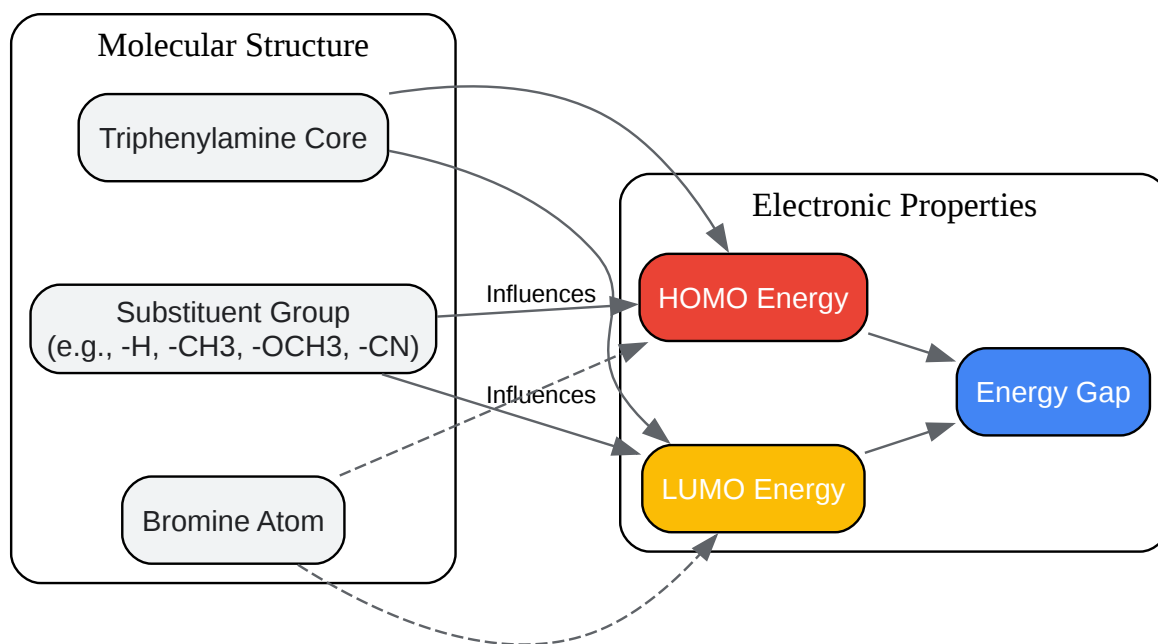 Molecular Structure
Triphenylamine Core
Substituent Group
(e.g., -H, -CH3, -OCH3, -CN)
Bromine Atom
Influences
Influences
Electronic Properties
HOMO Energy
LUMO Energy
Energy Gap